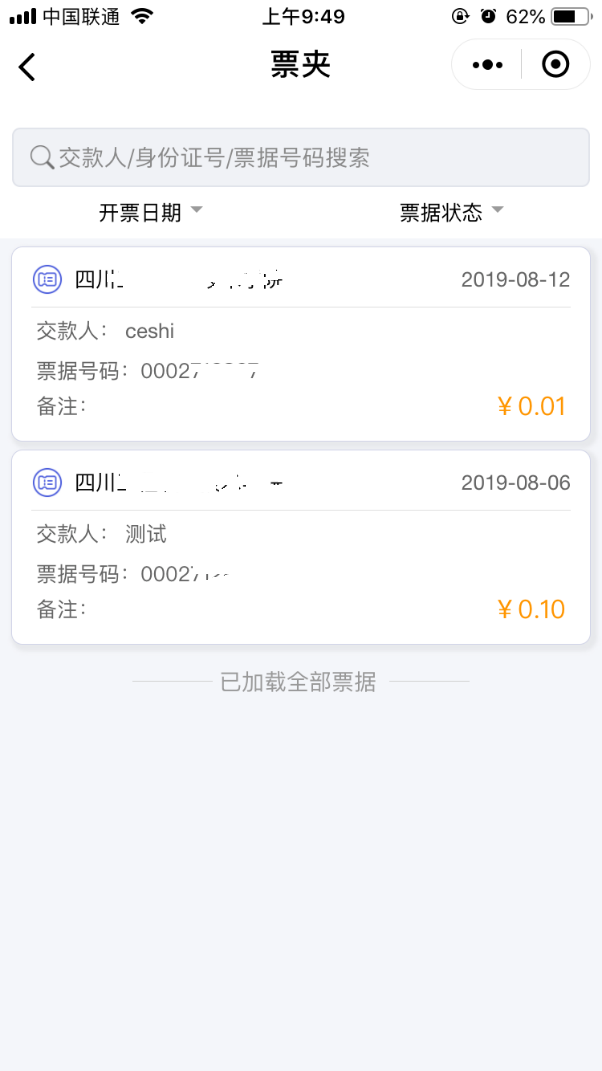 中国联通 上午9:49 62%
票夹
交款人/身份证号/票据号码搜索
开票日期 票据状态
四川 2019-08-12
交款人： ceshi
票据号码：0002
备注：
¥0.01
四川 2019-08-06
交款人： 测试
票据号码：00027
备注：
¥0.10
已加载全部票据